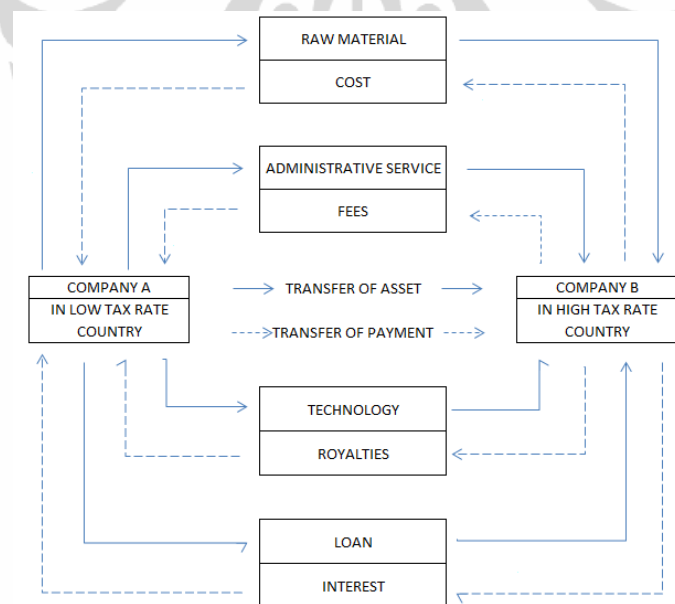 RAW MATERIAL
COST
ADMINISTRATIVE SERVICE
FEES
COMPANY A
IN LOW TAX RATE
COUNTRY
TRANSFER OF ASSET
TRANSFER OF PAYMENT
COMPANY B
IN HIGH TAX RATE
COUNTRY
TECHNOLOGY
ROYALTIES
LOAN
INTEREST